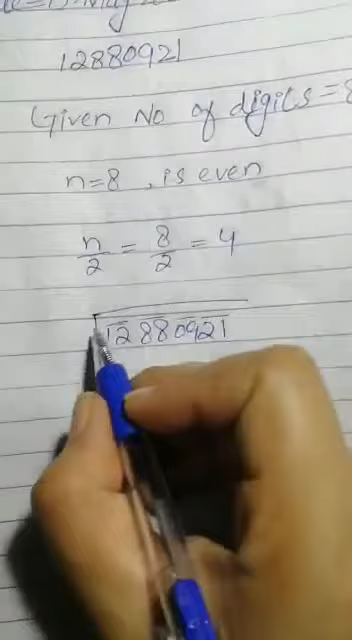 12880921
Given No of digits = 8
n=8 , is even
n/2 = 8/2 = 4
12880921